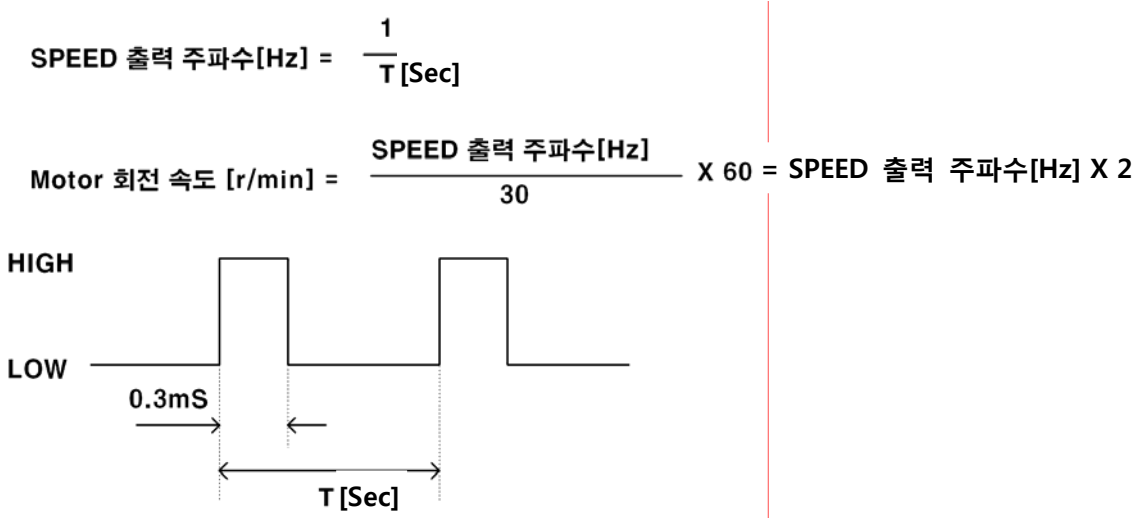 1
SPEED 출력 주파수[Hz] =
T [Sec]
SPEED 출력 주파수[Hz]
Motor 회전 속도 [r/min] = X 60 = SPEED 출력 주파수[Hz] X 2
30
HIGH
LOW
0.3mS
T [Sec]